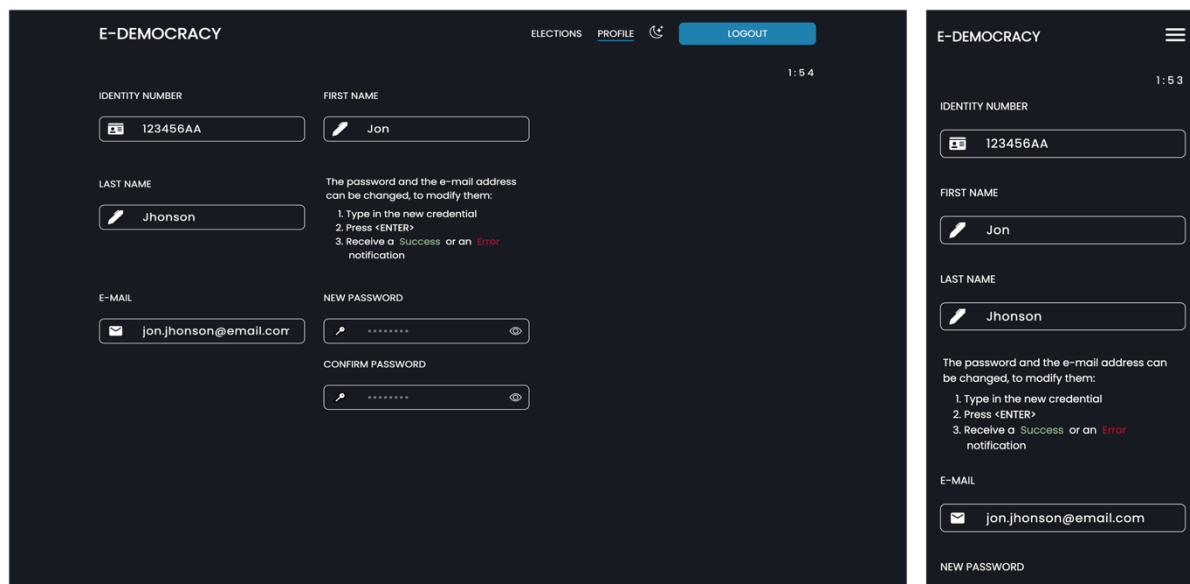 E-DEMOCRACY
ELECTIONS PROFILE LOGOUT
1:54
IDENTITY NUMBER FIRST NAME
123456AA Jon
LAST NAME
Jhonson
The password and the e-mail address
can be changed, to modify them:
1. Type in the new credential
2. Press <ENTER>
3. Receive a Success or an Error
notification
E-MAIL NEW PASSWORD
jon.jhonson@email.com ••••••••
CONFIRM PASSWORD
••••••••
E-DEMOCRACY
1:53
IDENTITY NUMBER
123456AA
FIRST NAME
Jon
LAST NAME
Jhonson
The password and the e-mail address can
be changed, to modify them:
1. Type in the new credential
2. Press <ENTER>
3. Receive a Success or an Error
notification
E-MAIL
jon.jhonson@email.com
NEW PASSWORD